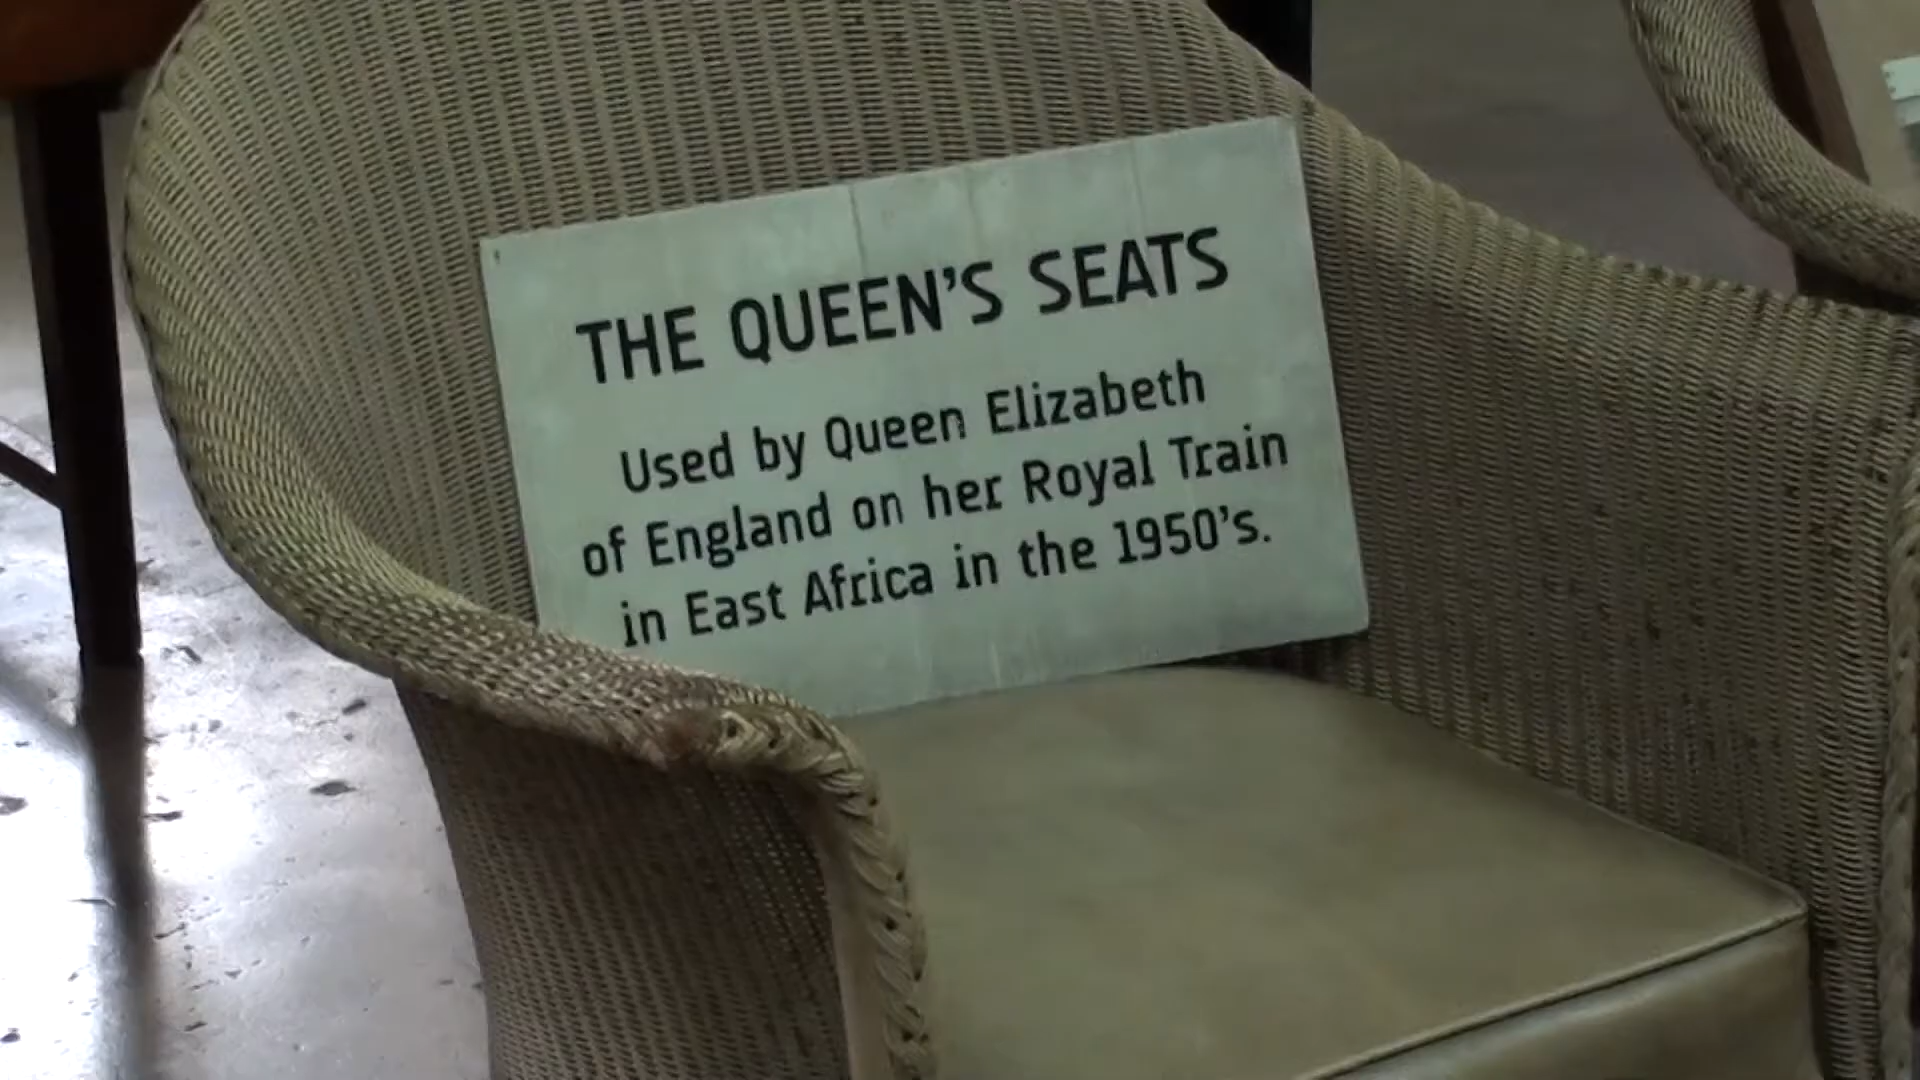 THE QUEEN'S SEATS
Used by Queen Elizabeth
of England on her Royal Train
in East Africa in the 1950's.